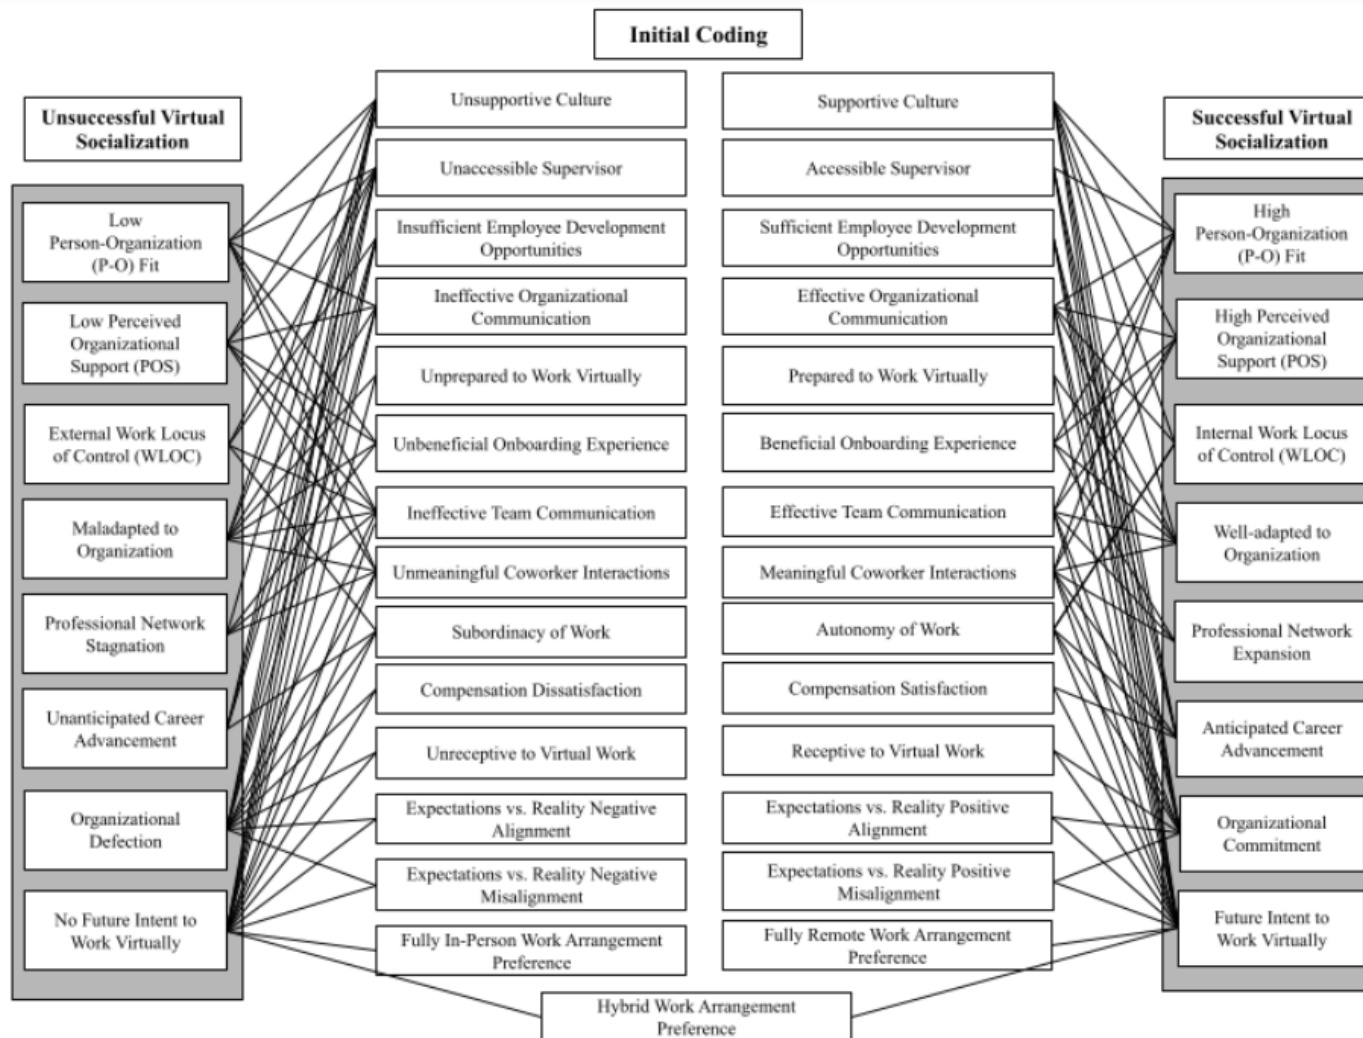 Initial Coding
Unsuccessful Virtual
Socialization
Low
Person-Organization
(P-O) Fit
Low Perceived
Organizational
Support (POS)
External Work Locus
of Control (WLOC)
Maladapted to
Organization
Professional Network
Stagnation
Unanticipated Career
Advancement
Organizational
Defection
No Future Intent to
Work Virtually
Unsupportive Culture
Unaccessible Supervisor
Insufficient Employee Development
Opportunities
Ineffective Organizational
Communication
Unprepared to Work Virtually
Unbeneficial Onboarding Experience
Ineffective Team Communication
Unmeaningful Coworker Interactions
Subordinacy of Work
Compensation Dissatisfaction
Unreceptive to Virtual Work
Expectations vs. Reality Negative
Alignment
Expectations vs. Reality Negative
Misalignment
Fully In-Person Work Arrangement
Preference
Supportive Culture
Accessible Supervisor
Sufficient Employee Development
Opportunities
Effective Organizational
Communication
Prepared to Work Virtually
Beneficial Onboarding Experience
Effective Team Communication
Meaningful Coworker Interactions
Autonomy of Work
Compensation Satisfaction
Receptive to Virtual Work
Expectations vs. Reality Positive
Alignment
Expectations vs. Reality Positive
Misalignment
Fully Remote Work Arrangement
Preference
Hybrid Work Arrangement
Preference
Successful Virtual
Socialization
High
Person-Organization
(P-O) Fit
High Perceived
Organizational
Support (POS)
Internal Work Locus
of Control (WLOC)
Well-adapted to
Organization
Professional Network
Expansion
Anticipated Career
Advancement
Organizational
Commitment
Future Intent to
Work Virtually